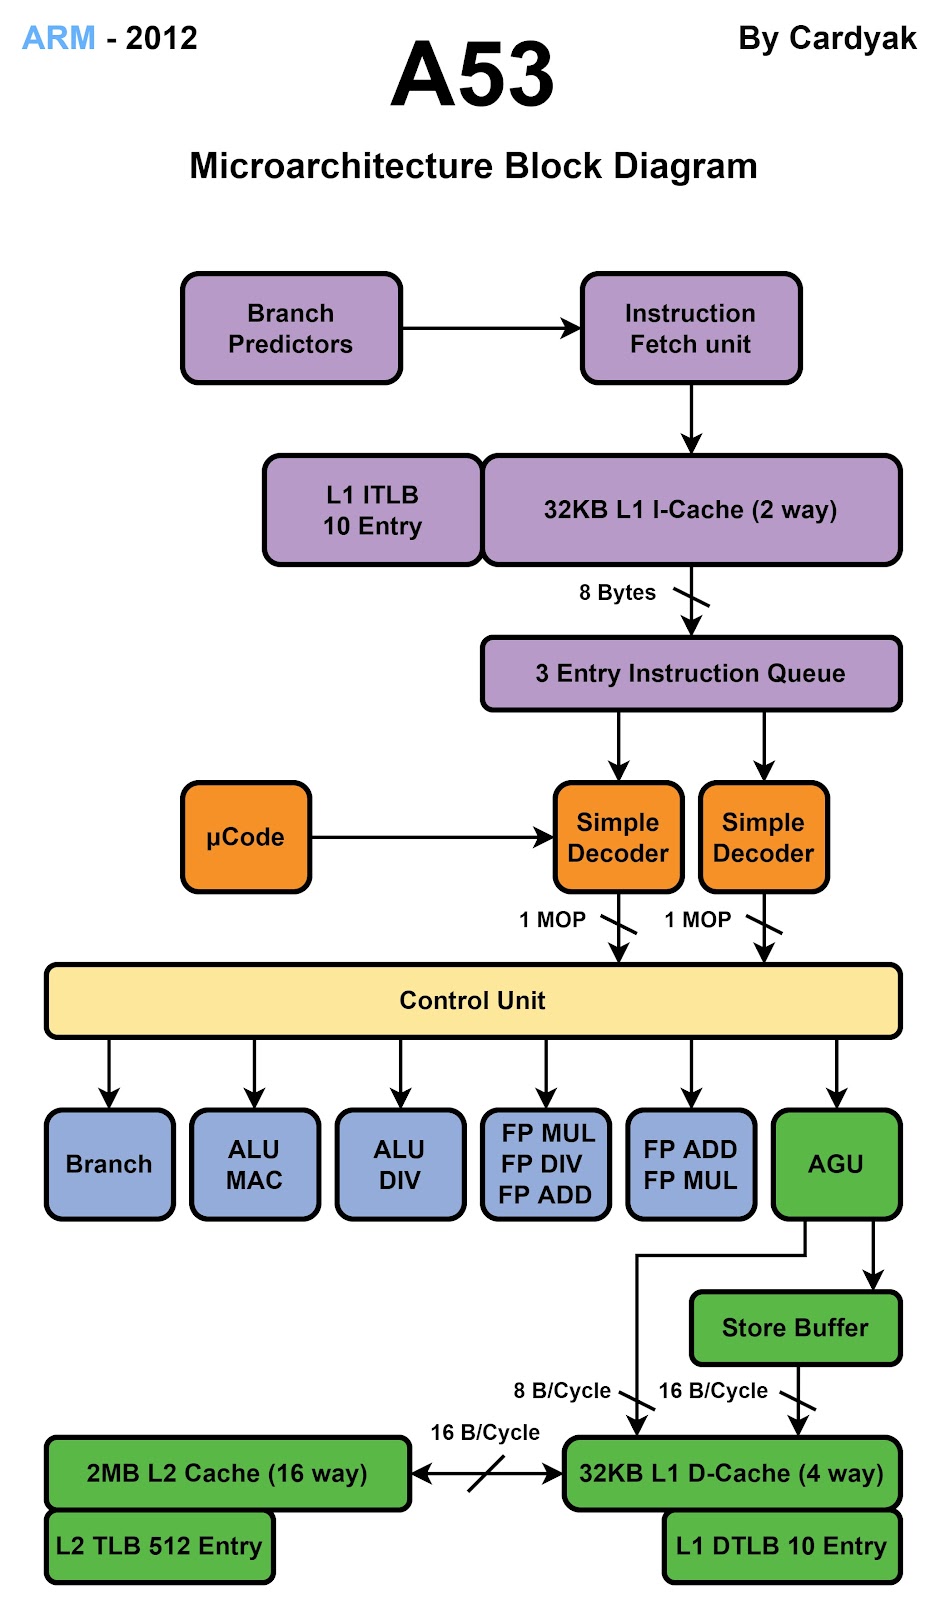 ARM - 2012
By Cardyak
A53
Microarchitecture Block Diagram
Branch
Predictors
Instruction
Fetch unit
L1 ITLB
10 Entry
32KB L1 I-Cache (2 way)
8 Bytes
3 Entry Instruction Queue
µCode
Simple
Decoder
Simple
Decoder
1 MOP
1 MOP
Control Unit
Branch
ALU
MAC
ALU
DIV
FP MUL
FP DIV
FP ADD
FP ADD
FP MUL
AGU
Store Buffer
8 B/Cycle
16 B/Cycle
16 B/Cycle
2MB L2 Cache (16 way)
32KB L1 D-Cache (4 way)
L2 TLB 512 Entry
L1 DTLB 10 Entry